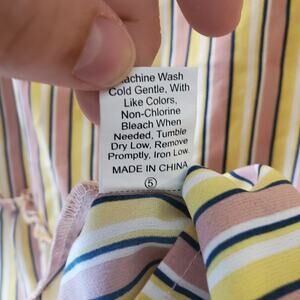 Machine Wash
Cold Gentle, With
Like Colors,
Non-Chlorine
Bleach When
Needed, Tumble
Dry Low, Remove
Promptly, Iron Low.
MADE IN CHINA
5